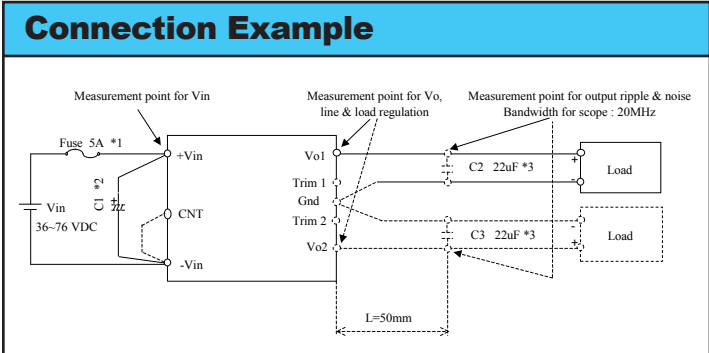 Connection Example
Measurement point for Vin
Measurement point for Vo,
line & load regulation
Measurement point for output ripple & noise
Bandwidth for scope : 20MHz
Fuse 5A *1
+Vin
Vo1
C2 22uF *3
+
-
Load
C1 *2
+
Trim 1
Gnd
Vin
36~76 VDC
CNT
Trim 2
C3 22uF *3
-
+
Load
Vo2
-Vin
L=50mm